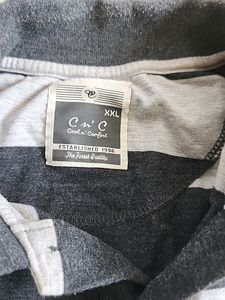 XXL
C n' C
Cool n' Comfort
ESTABLISHED 1996
The Finest Quality